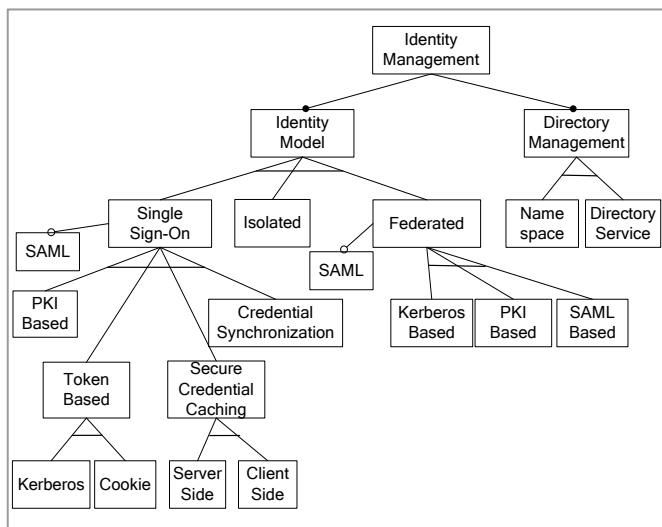 Identity
Management
Identity
Model
Directory
Management
Single
Sign-On
Isolated
Federated
Name
space
Directory
Service
SAML
SAML
PKI
Based
Credential
Synchronization
Kerberos
Based
PKI
Based
SAML
Based
Token
Based
Secure
Credential
Caching
Kerberos
Cookie
Server
Side
Client
Side